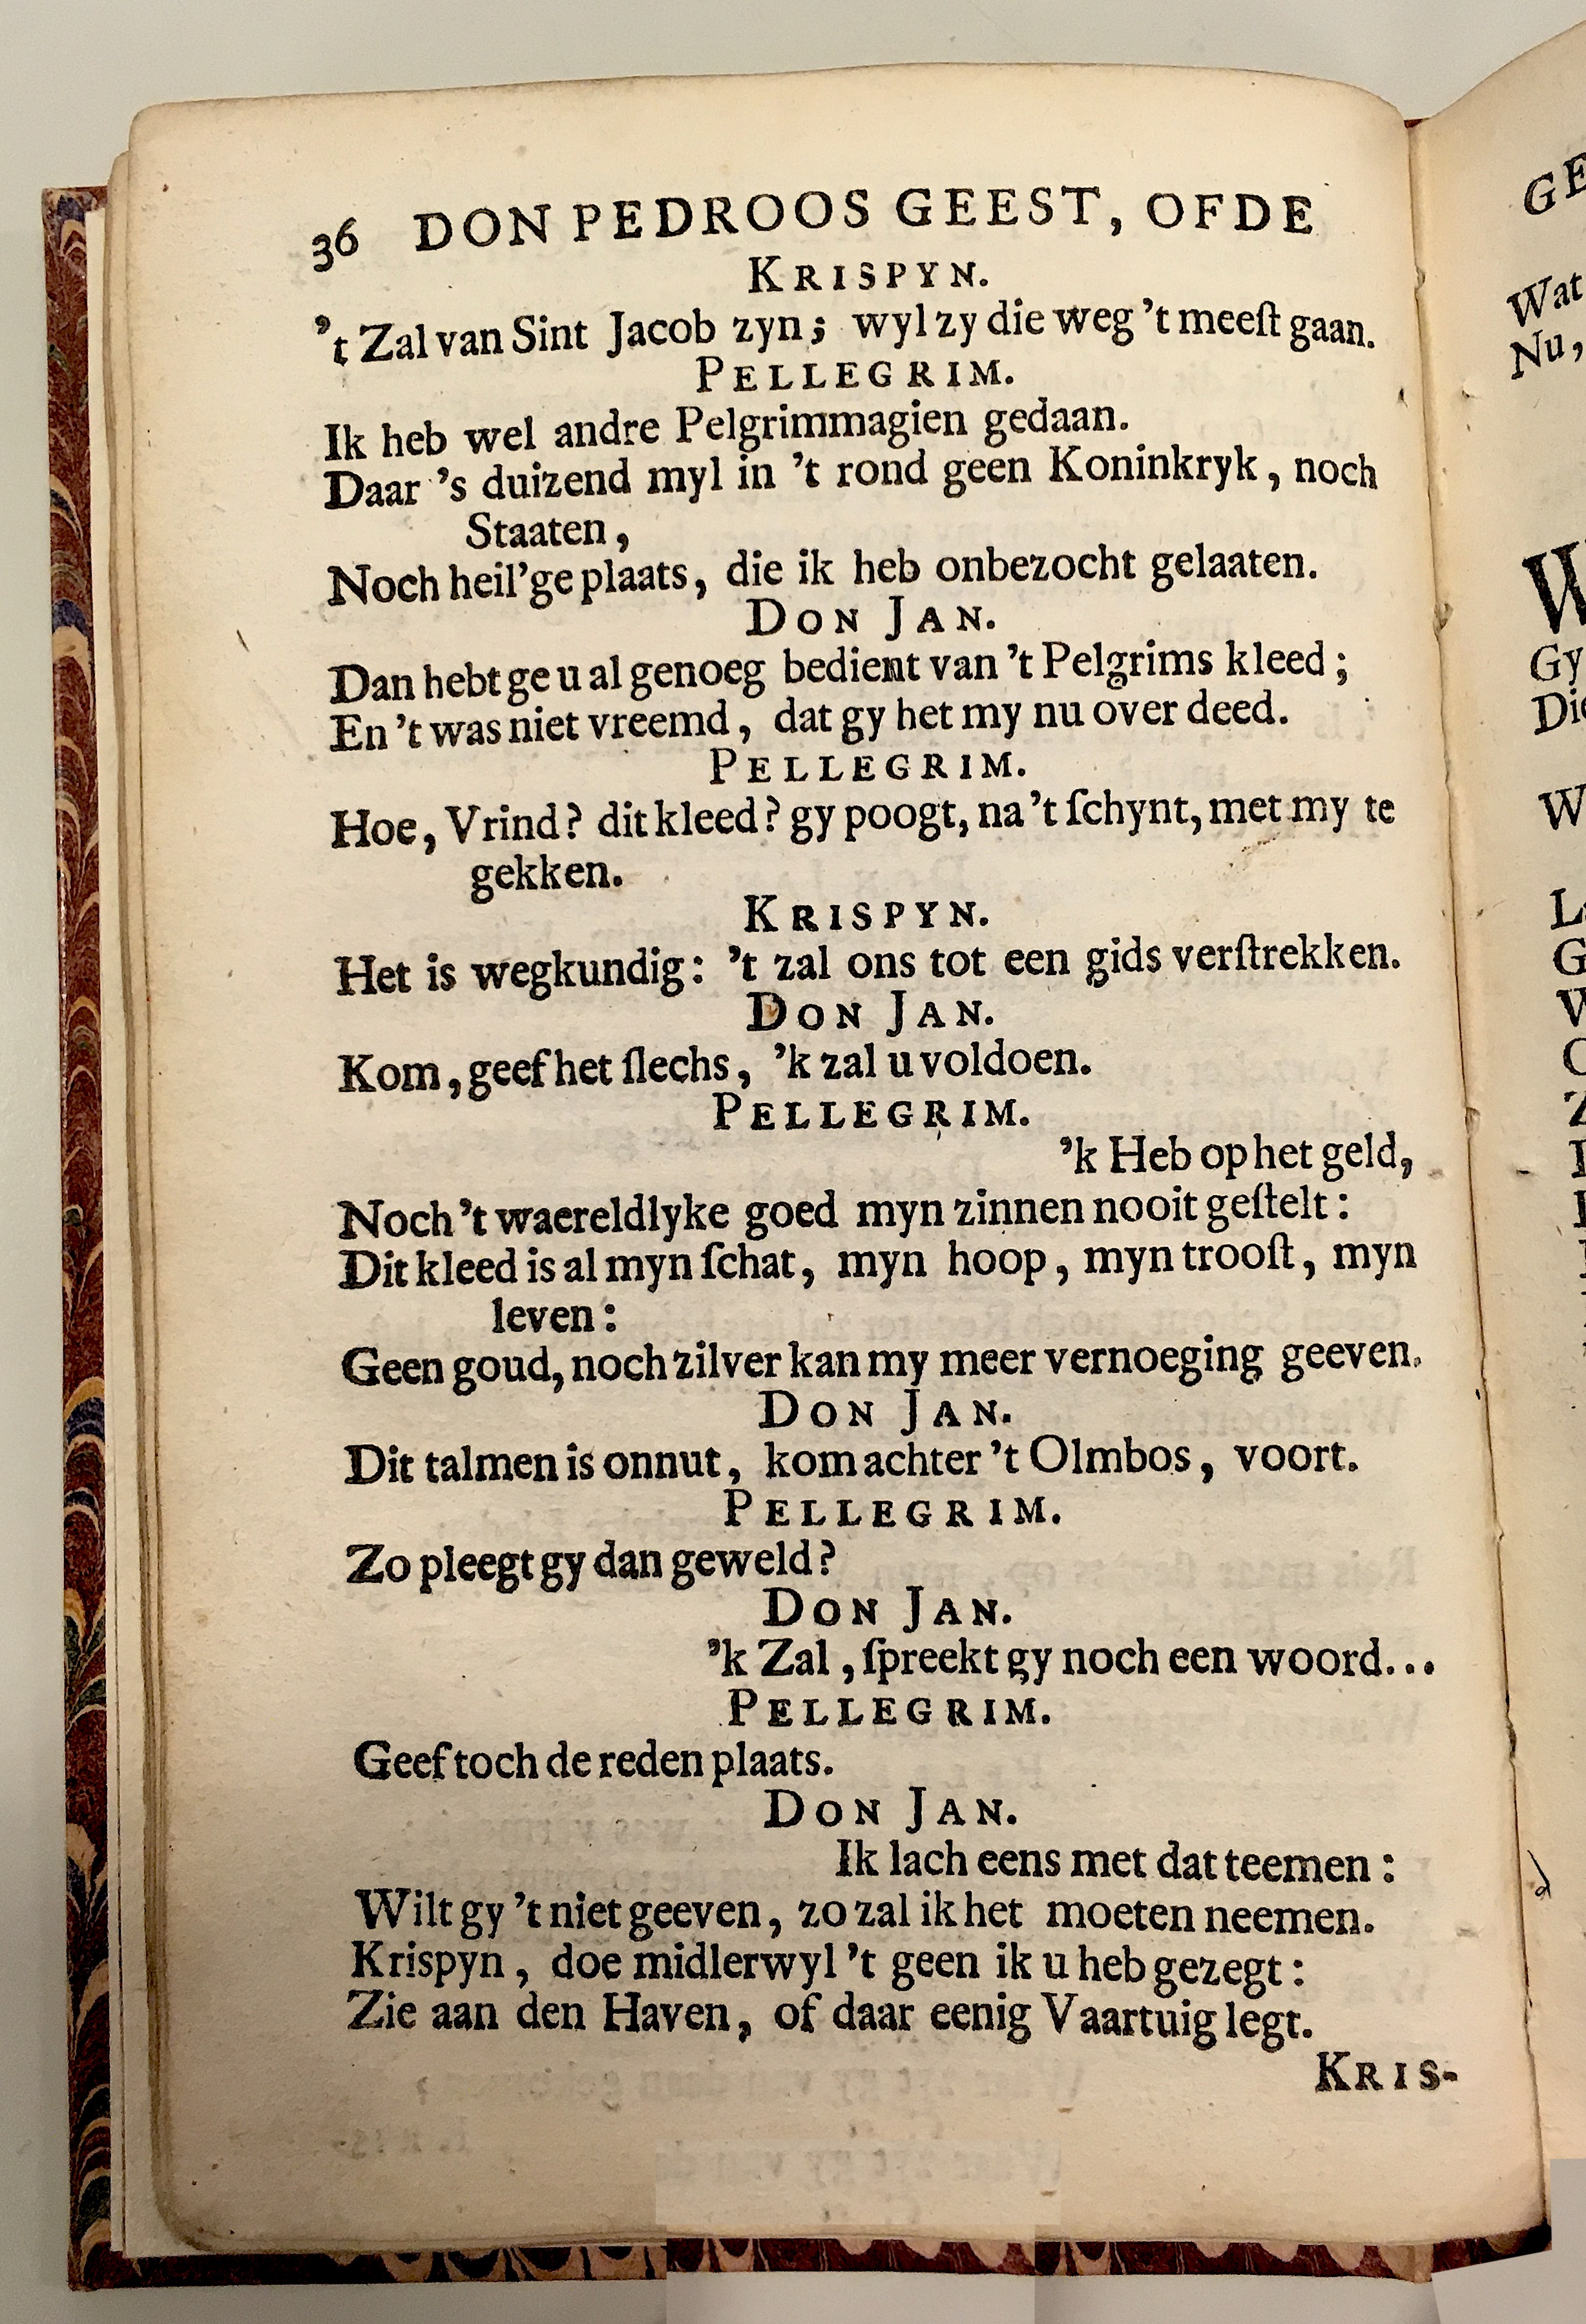 36 DON PEDROOS GEEST, OF DE
KRISPYN.
't Zal van Sint Jacob zyn; wyl zy die weg 't meeſt gaan.
PELLEGRIM.
Ik heb wel andre Pelgrimmagien gedaan.
Daar 's duizend myl in 't rond geen Koninkryk, noch
Staaten,
Noch heil'ge plaats, die ik heb onbezocht gelaaten.
DON JAN.
Dan hebt ge u al genoeg bedient van 't Pelgrims kleed;
En 't was niet vreemd, dat gy het my nu over deed.
PELLEGRIM.
Hoe, Vrind? dit kleed? gy poogt, na 't ſchynt, met my te
gekken.
KRISPYN.
Het is wegkundig: 't zal ons tot een gids verſtrekken.
DON JAN.
Kom, geef het ſlechs, 'k zal u voldoen.
PELLEGRIM.
'k Heb op het geld,
Noch 't waereldlyke goed myn zinnen nooit geſtelt:
Dit kleed is al myn ſchat, myn hoop, myn trooſt, myn
leven:
Geen goud, noch zilver kan my meer vernoeging geeven.
DON JAN.
Dit talmen is onnut, kom achter 't Olmbos, voort.
PELLEGRIM.
Zo pleegt gy dan geweld?
DON JAN.
'k Zal, ſpreekt gy noch een woord...
PELLEGRIM.
Geef toch de reden plaats.
DON JAN.
Ik lach eens met dat teemen:
Wilt gy 't niet geeven, zo zal ik het moeten neemen.
Krispyn, doe midlerwyl 't geen ik u heb gezegt:
Zie aan den Haven, of daar eenig Vaartuig legt.
KRIS-
GE
Wat
Nu,
Gy